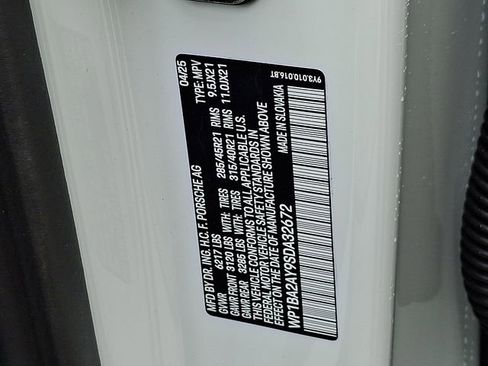 MFD BY DR. ING. H.C. F. PORSCHE AG 04/25
GVWR 6217 LBS TYPE: MPV
GAWR FRONT 3120 LBS WITH: TIRES 285/45R21 RIMS 9.5JX21
GAWR REAR 3285 LBS WITH: TIRES 315/40R21 RIMS 11.0JX21
THIS VEHICLE CONFORMS TO ALL APPLICABLE U.S.
FEDERAL MOTOR VEHICLE SAFETY STANDARDS IN
EFFECT ON THE DATE OF MANUFACTURE SHOWN ABOVE
WP1BA2AY9SDA32672 MADE IN SLOVAKIA
9Y3.010.016.BT